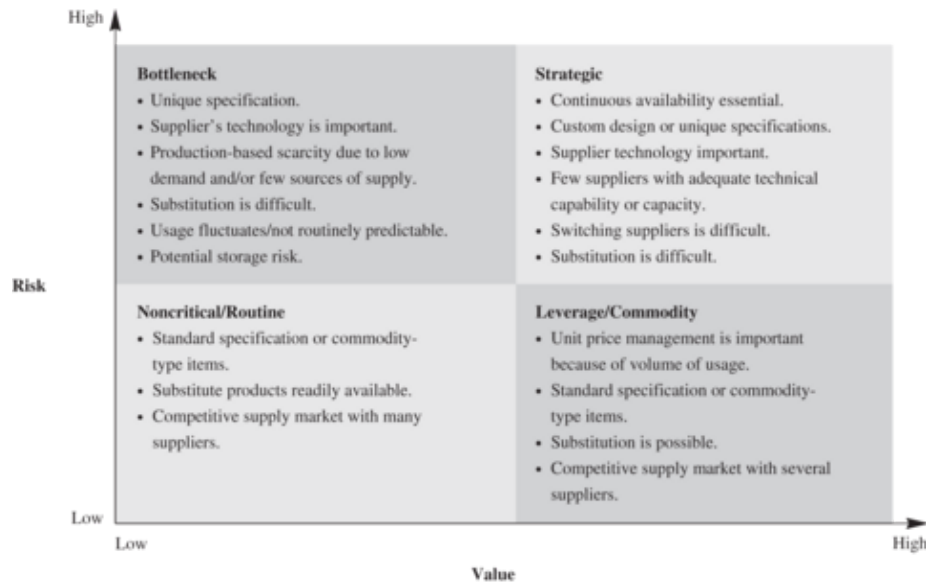 High
Bottleneck
• Unique specification.
• Supplier's technology is important.
• Production-based scarcity due to low
demand and/or few sources of supply.
• Substitution is difficult.
• Usage fluctuates/not routinely predictable.
• Potential storage risk.
Strategic
• Continuous availability essential.
• Custom design or unique specifications.
• Supplier technology important.
• Few suppliers with adequate technical
capability or capacity.
• Switching suppliers is difficult.
• Substitution is difficult.
Risk
Noncritical/Routine
• Standard specification or commodity-
type items.
• Substitute products readily available.
• Competitive supply market with many
suppliers.
Leverage/Commodity
• Unit price management is important
because of volume of usage.
• Standard specification or commodity-
type items.
• Substitution is possible.
• Competitive supply market with several
suppliers.
Low
Low
High
Value